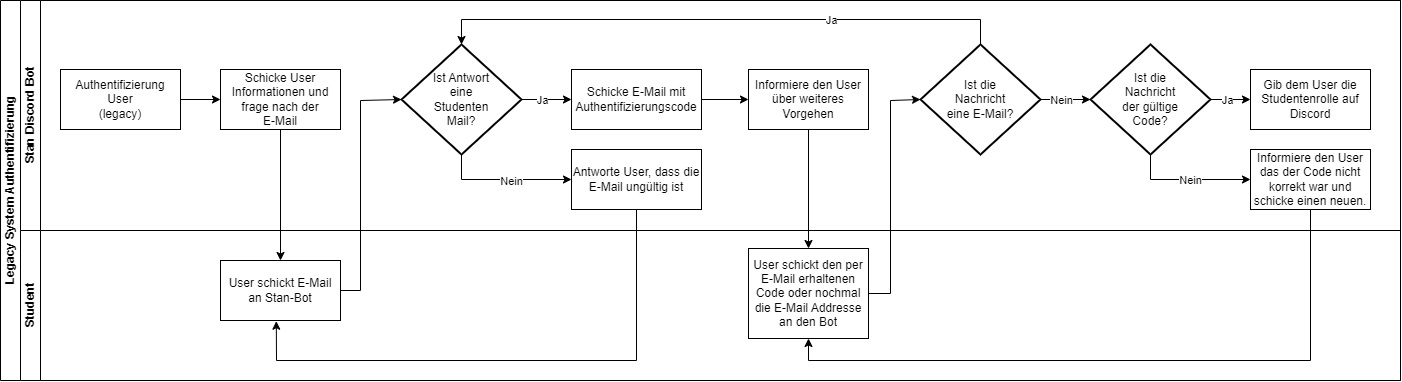 Legacy System Authentifizierung
Stan Discord Bot
Student
Authentifizierung
User
(legacy)
Schicke User
Informationen und
frage nach der
E-Mail
User schickt E-Mail
an Stan-Bot
Ist Antwort
eine
Studenten
Mail?
Ja
Nein
Schicke E-Mail mit
Authentifizierungscode
Antworte User, dass die
E-Mail ungültig ist
Informiere den User
über weiteres
Vorgehen
User schickt den per
E-Mail erhaltenen
Code oder nochmal
die E-Mail Addresse
an den Bot
Ja
Ist die
Nachricht
eine E-Mail?
Nein
Ist die
Nachricht
der gültige
Code?
Ja
Nein
Gib dem User die
Studentenrolle auf
Discord
Informiere den User
das der Code nicht
korrekt war und
schicke einen neuen.